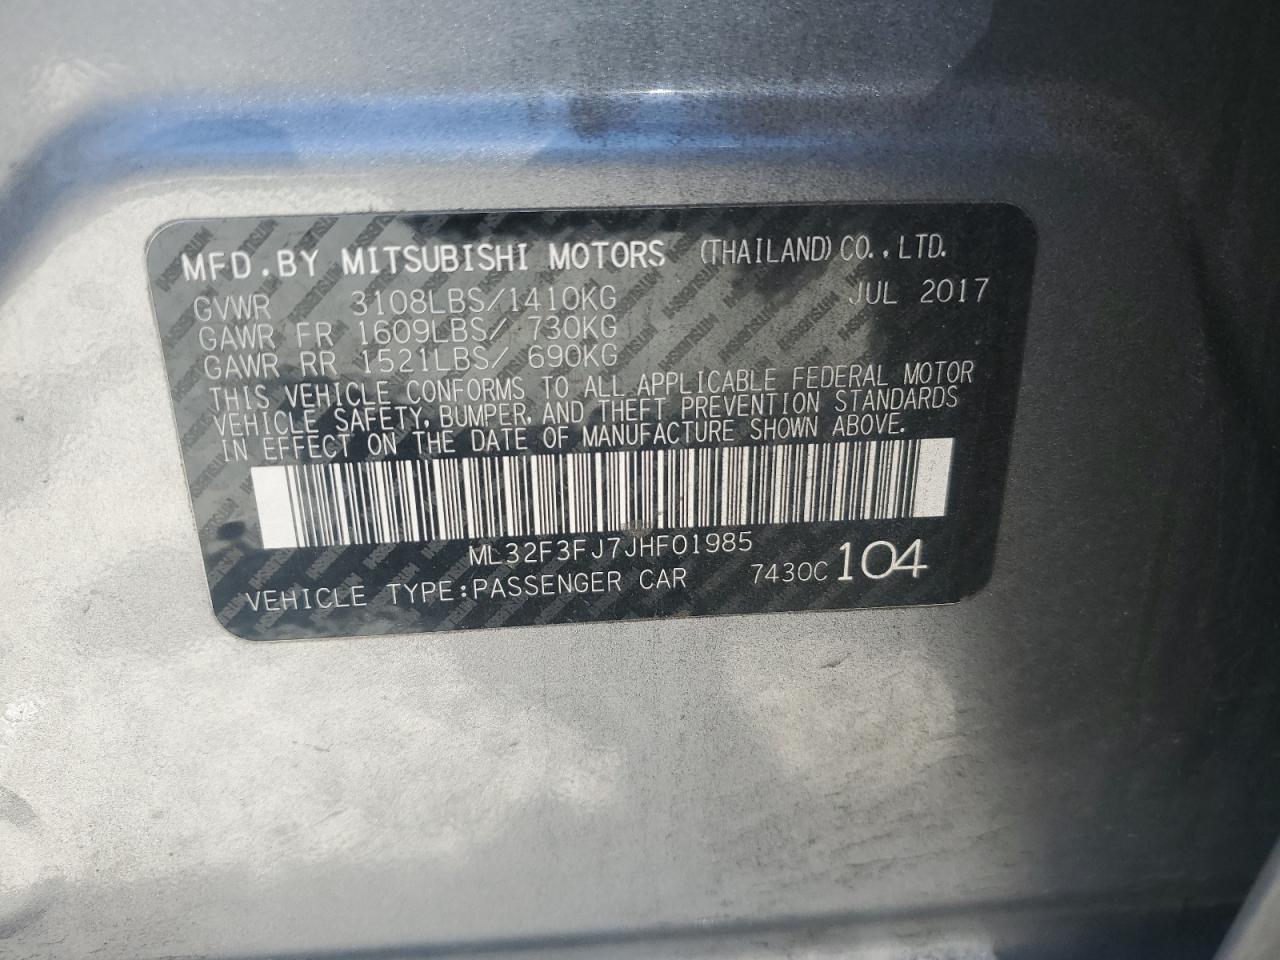 MFD.BY MITSUBISHI MOTORS (THAILAND)CO.,LTD.
GVWR 3108LBS/1410KG JUL 2017
GAWR FR 1609LBS/ 730KG
GAWR RR 1521LBS/ 690KG
THIS VEHICLE CONFORMS TO ALL APPLICABLE FEDERAL MOTOR
VEHICLE SAFETY, BUMPER, AND THEFT PREVENTION STANDARDS
IN EFFECT ON THE DATE OF MANUFACTURE SHOWN ABOVE.
ML32F3FJ7JHF01985
VEHICLE TYPE:PASSENGER CAR 7430C 104